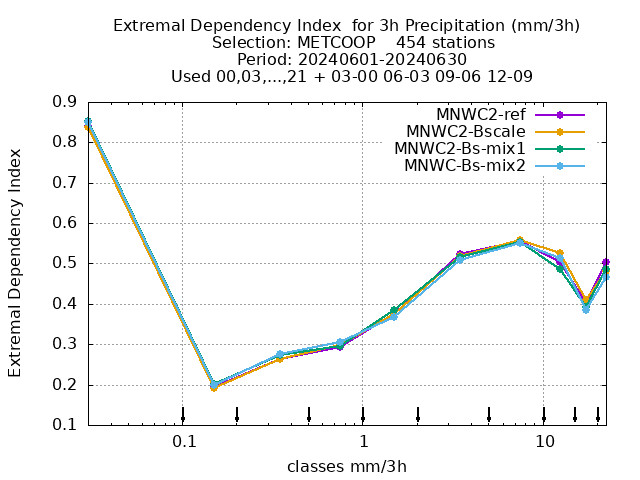 Extremal Dependency Index  for 3h Precipitation (mm/3h)
Selection: METCOOP    454 stations
Period: 20240601-20240630
Used 00,03,...,21 + 03-00 06-03 09-06 12-09
MNWC2-ref
MNWC2-Bscale
MNWC2-Bs-mix1
MNWC-Bs-mix2
Extremal Dependency Index
0.9
0.8
0.7
0.6
0.5
0.4
0.3
0.2
0.1
0.1 1 10
classes mm/3h